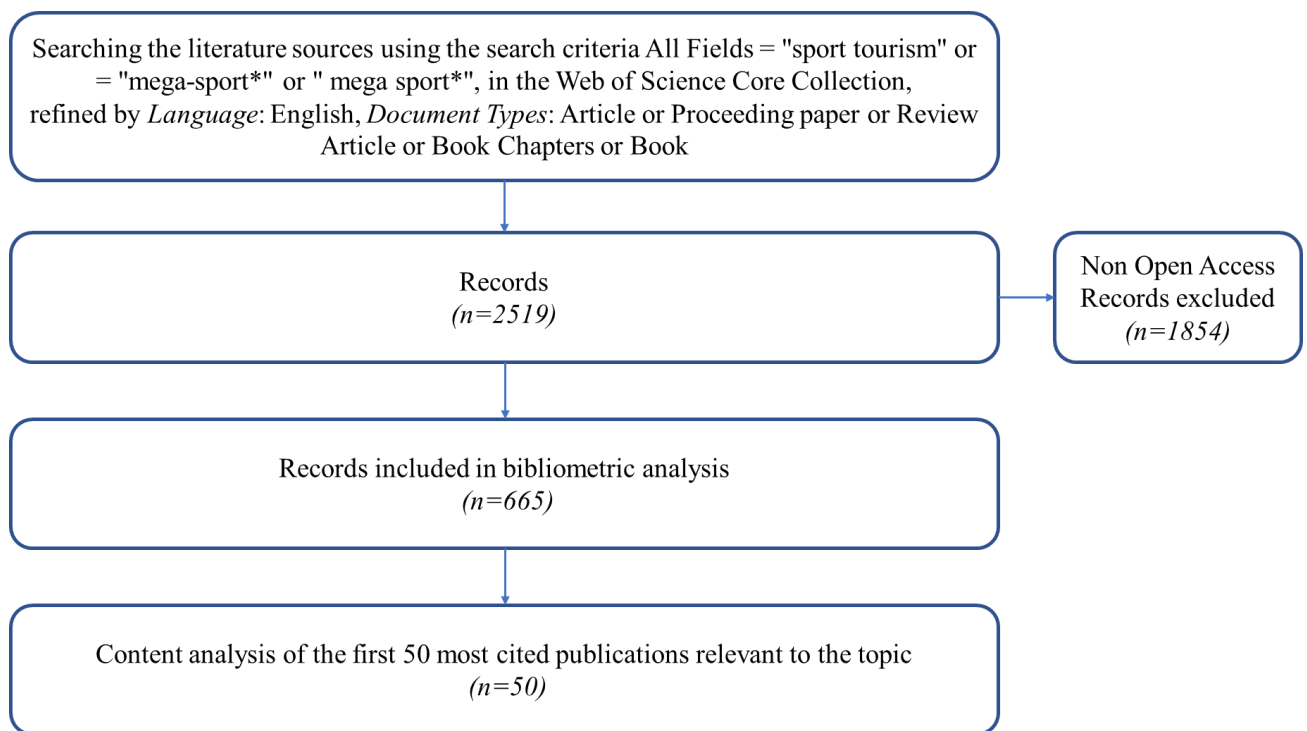 Searching the literature sources using the search criteria All Fields = "sport tourism" or
= "mega-sport*" or " mega sport*", in the Web of Science Core Collection,
refined by Language: English, Document Types: Article or Proceeding paper or Review
Article or Book Chapters or Book
Records
(n=2519)
Non Open Access
Records excluded
(n=1854)
Records included in bibliometric analysis
(n=665)
Content analysis of the first 50 most cited publications relevant to the topic
(n=50)